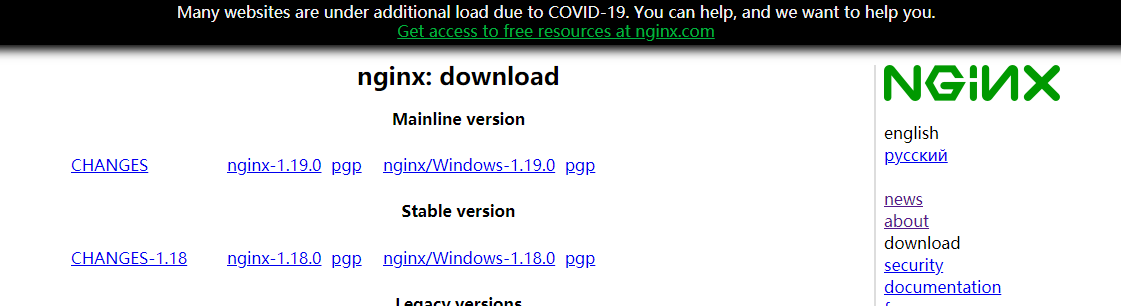 Many websites are under additional load due to COVID-19. You can help, and we want to help you.
Get access to free resources at nginx.com
nginx: download
Mainline version
CHANGES nginx-1.19.0 pgp nginx/Windows-1.19.0 pgp
Stable version
CHANGES-1.18 nginx-1.18.0 pgp nginx/Windows-1.18.0 pgp
Legacy versions
NGINX
english
русский
news
about
download
security
documentation